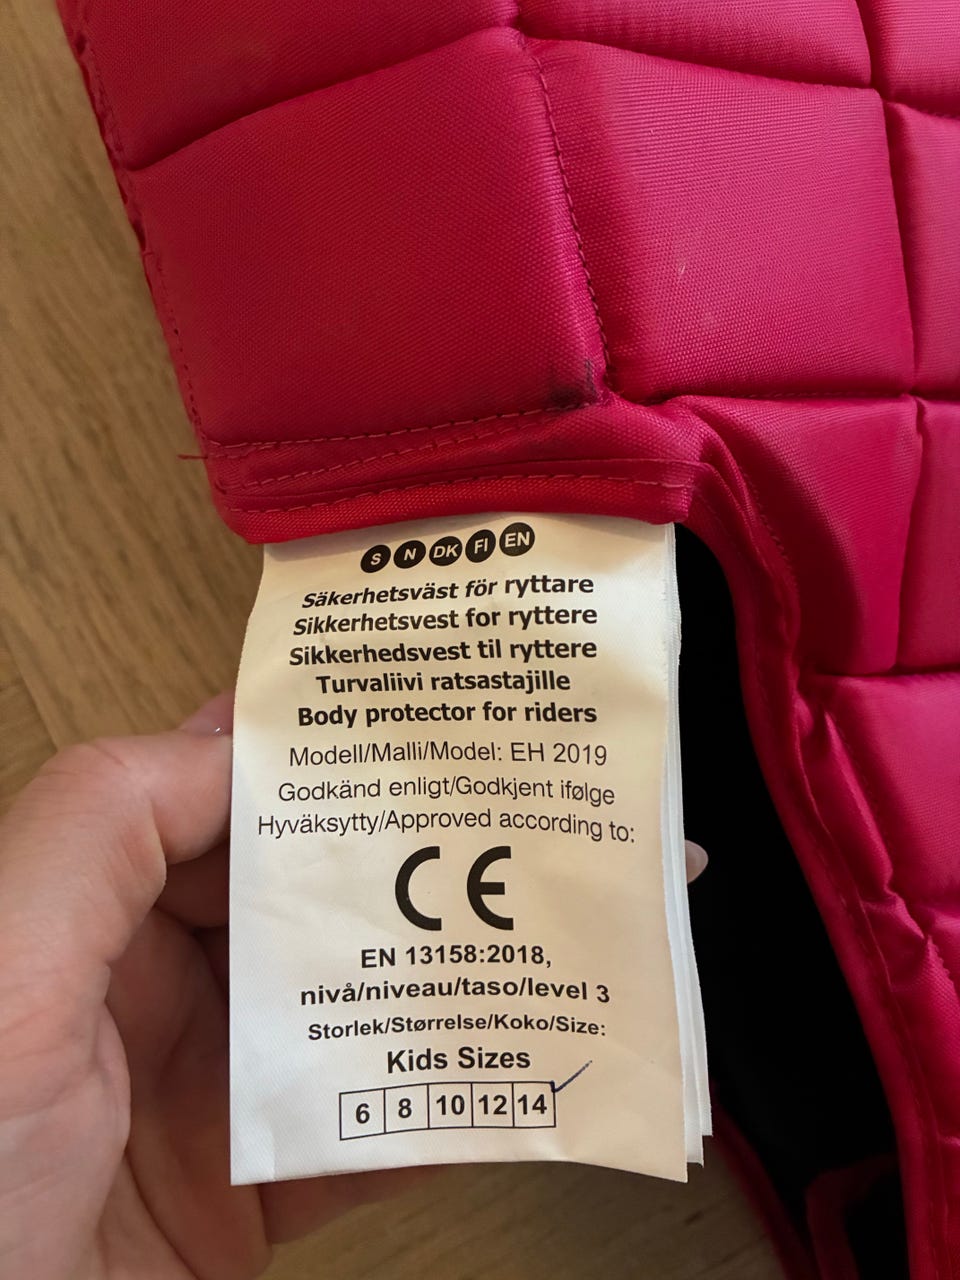 S N DK FI EN
Säkerhetsväst för ryttare
Sikkerhetsvest for ryttere
Sikkerhedsvest til ryttere
Turvaliivi ratsastajille
Body protector for riders
Modell/Malli/Model: EH 2019
Godkänd enligt/Godkjent ifølge
Hyväksytty/Approved according to:
CE
EN 13158:2018,
nivå/niveau/taso/level 3
Storlek/Størrelse/Koko/Size:
Kids Sizes
6 8 10 12 14